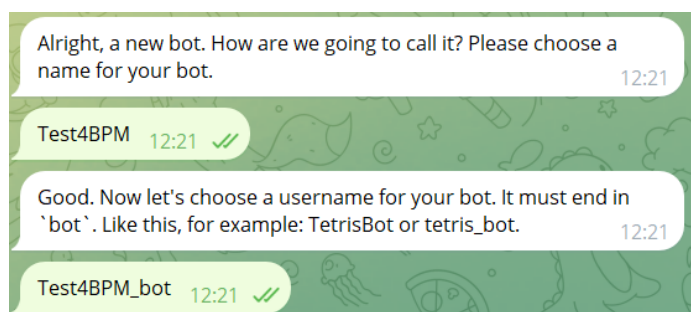 Alright, a new bot. How are we going to call it? Please choose a
name for your bot.
12:21
Test4BPM 12:21
Good. Now let's choose a username for your bot. It must end in
`bot`. Like this, for example: TetrisBot or tetris_bot.
12:21
Test4BPM_bot 12:21